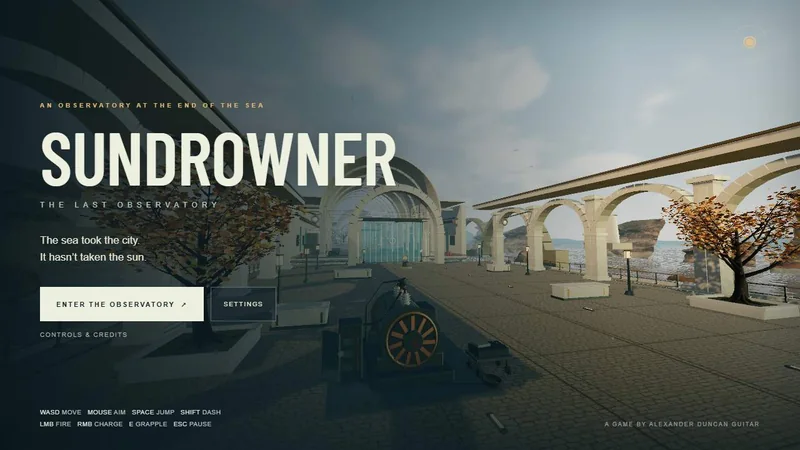 AN OBSERVATORY AT THE END OF THE SEA
SUNDROWNER
THE LAST OBSERVATORY
The sea took the city.
It hasn't taken the sun.
ENTER THE OBSERVATORY ↗
SETTINGS
CONTROLS & CREDITS
WASD MOVE MOUSE AIM SPACE JUMP SHIFT DASH
LMB FIRE RMB CHARGE E GRAPPLE ESC PAUSE
A GAME BY ALEXANDER DUNCAN GUITAR